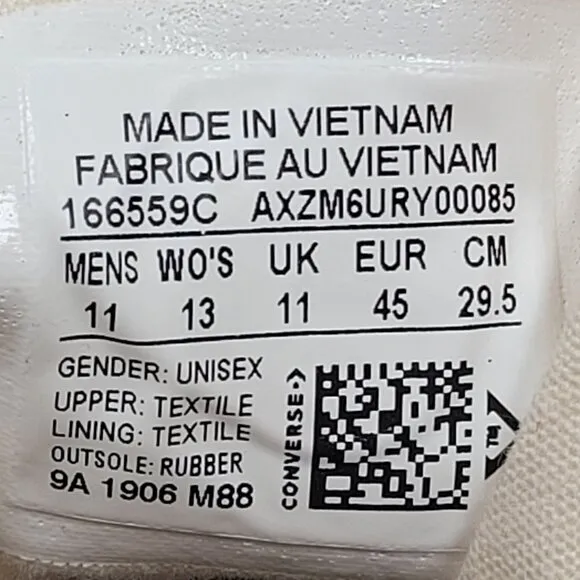 MADE IN VIETNAM
FABRIQUE AU VIETNAM
166559C AXZM6URY00085
MENS WO'S UK EUR CM
11 13 11 45 29.5
GENDER: UNISEX
UPPER: TEXTILE
LINING: TEXTILE
OUTSOLE: RUBBER
9A 1906 M88
CONVERSE